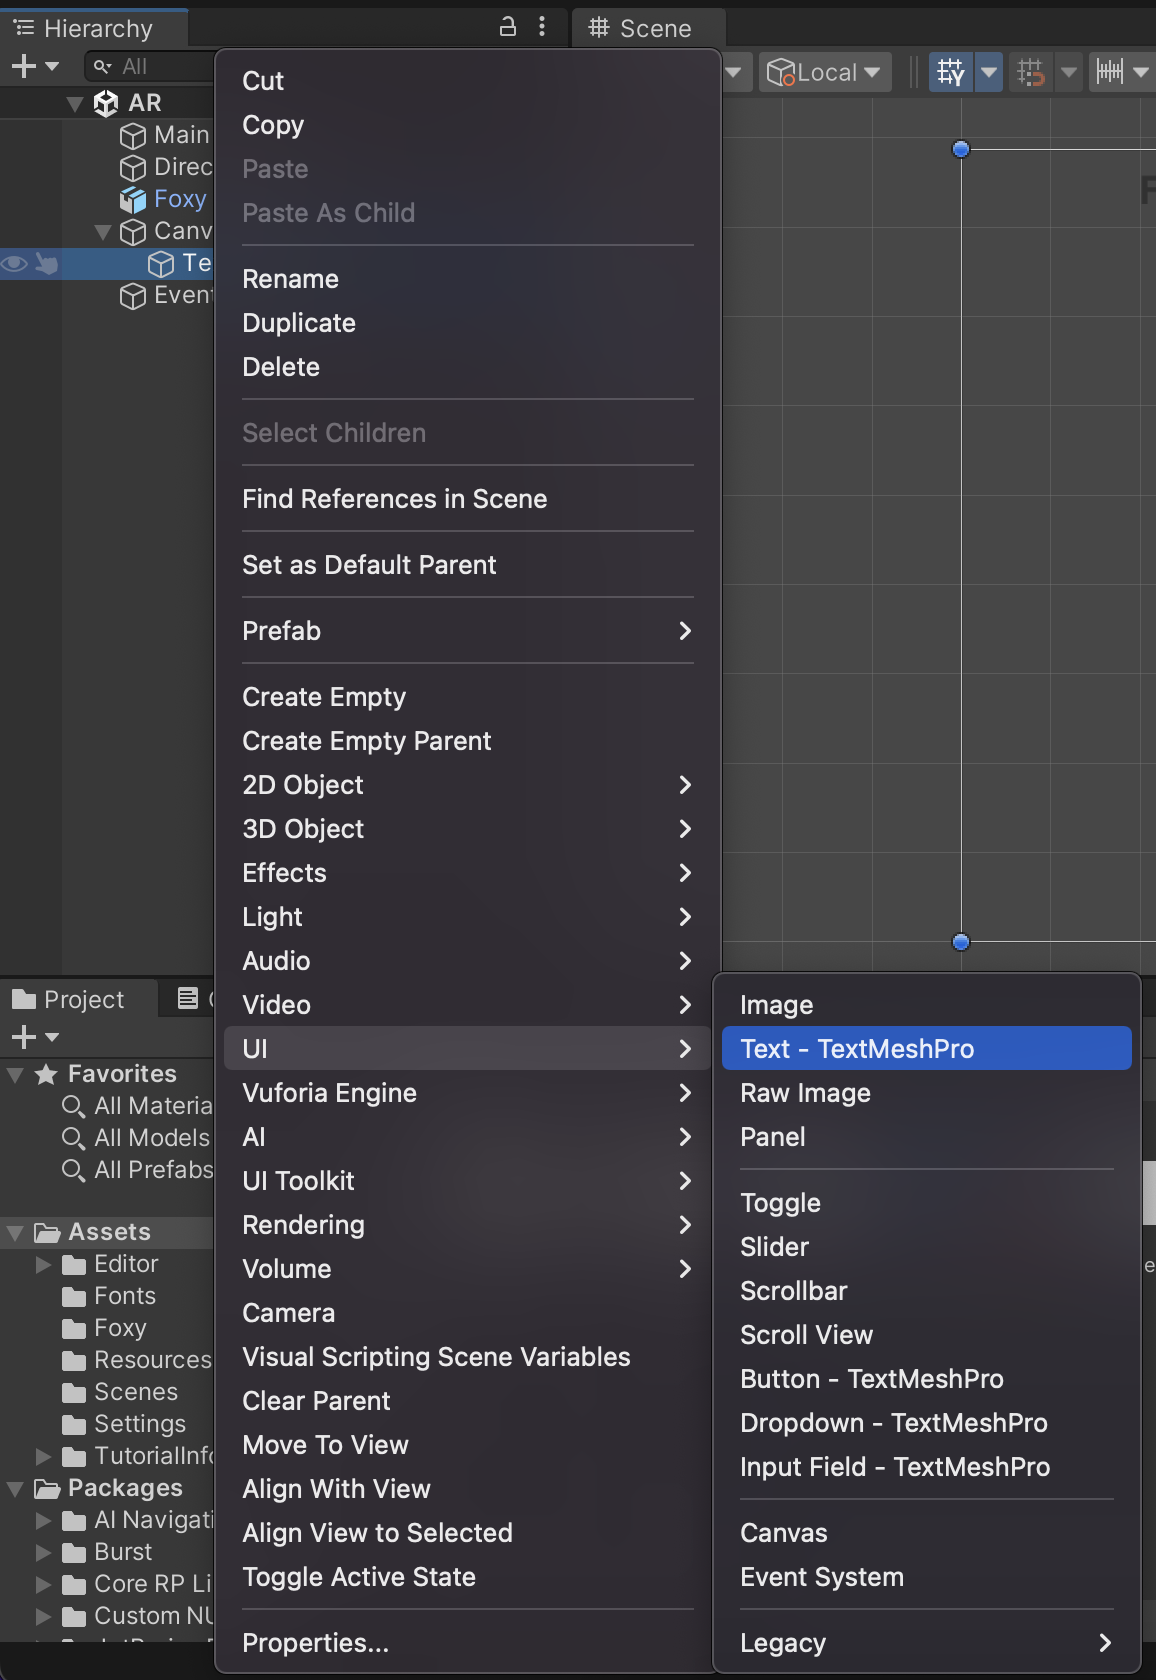 Hierarchy
Scene
All
Local
AR
Main
Direc
Foxy
Canv
Te
Event
Cut
Copy
Paste
Paste As Child
Rename
Duplicate
Delete
Select Children
Find References in Scene
Set as Default Parent
Prefab
Create Empty
Create Empty Parent
2D Object
3D Object
Effects
Light
Audio
Video
UI
Vuforia Engine
AI
UI Toolkit
Rendering
Volume
Camera
Visual Scripting Scene Variables
Clear Parent
Move To View
Align With View
Align View to Selected
Toggle Active State
Properties...
Image
Text - TextMeshPro
Raw Image
Panel
Toggle
Slider
Scrollbar
Scroll View
Button - TextMeshPro
Dropdown - TextMeshPro
Input Field - TextMeshPro
Canvas
Event System
Legacy
Project
Favorites
All Materia
All Models
All Prefabs
Assets
Editor
Fonts
Foxy
Resources
Scenes
Settings
TutorialInfo
Packages
AI Navigati
Burst
Core RP Li
Custom NU